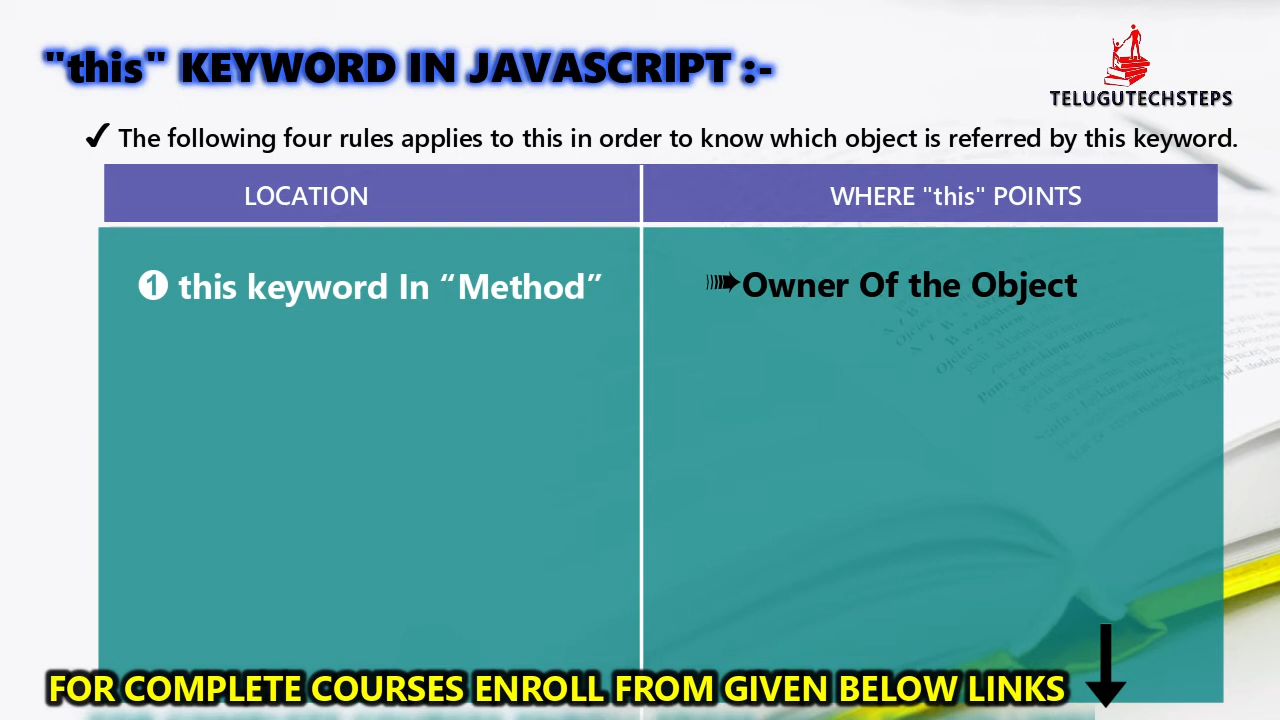 "this" KEYWORD IN JAVASCRIPT :-
TELUGUTECHSTEPS
✔ The following four rules applies to this in order to know which object is referred by this keyword.
LOCATION
WHERE "this" POINTS
❶ this keyword In “Method”
➠Owner Of the Object
FOR COMPLETE COURSES ENROLL FROM GIVEN BELOW LINKS